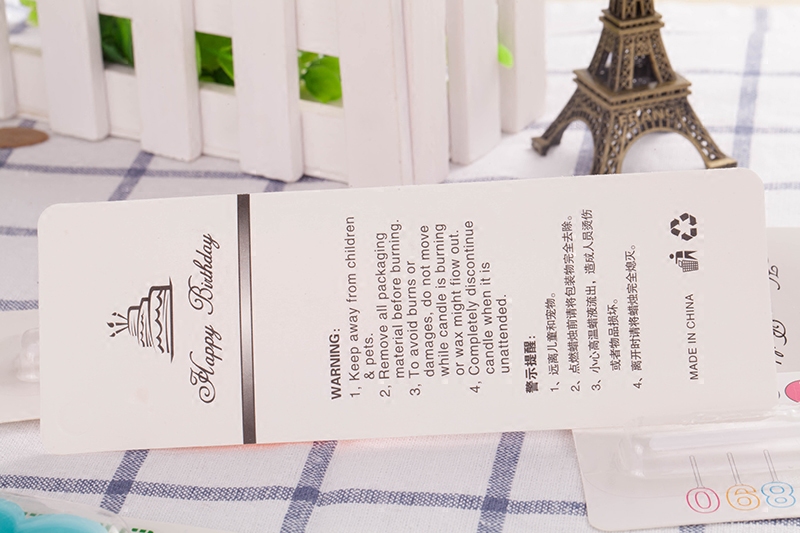 Happy Birthday
WARNING:
1, Keep away from children
& pets.
2, Remove all packaging
material before burning.
3, To avoid burns or
damages, do not move
while candle is burning
or wax might flow out.
4, Completely discontinue
candle when it is
unattended.
警示提醒:
1、远离儿童和宠物。
2、点燃蜡烛前请将包装物完全去除。
3、小心高温蜡液流出，造成人员烫伤
或者物品损坏。
4、离开时请将蜡烛完全熄灭。
MADE IN CHINA
068